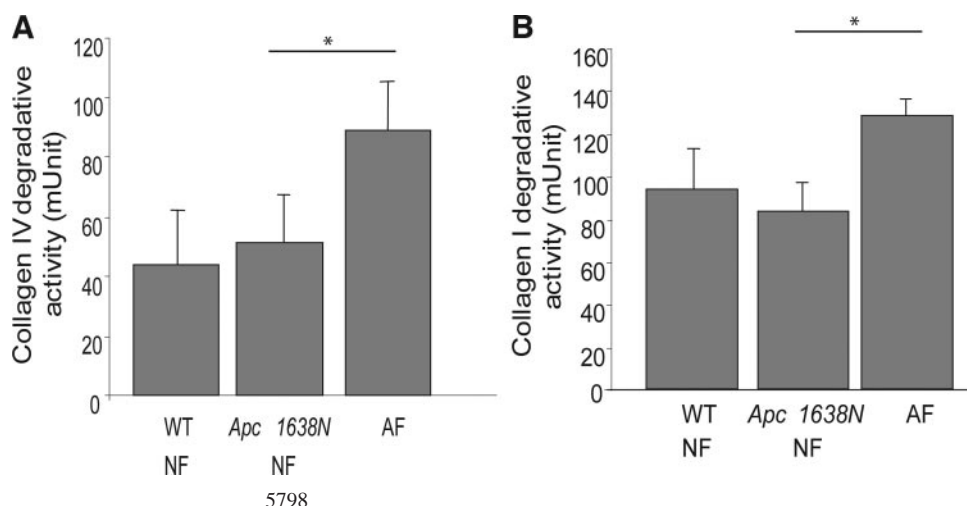 A
*
Collagen IV degradative
activity (mUnit)
120
100
80
60
40
20
0
WT
Apc 1638N
AF
NF
NF
5798
B
*
Collagen I degradative
activity (mUnit)
160
140
120
100
80
60
40
20
0
WT
Apc 1638N
AF
NF
NF